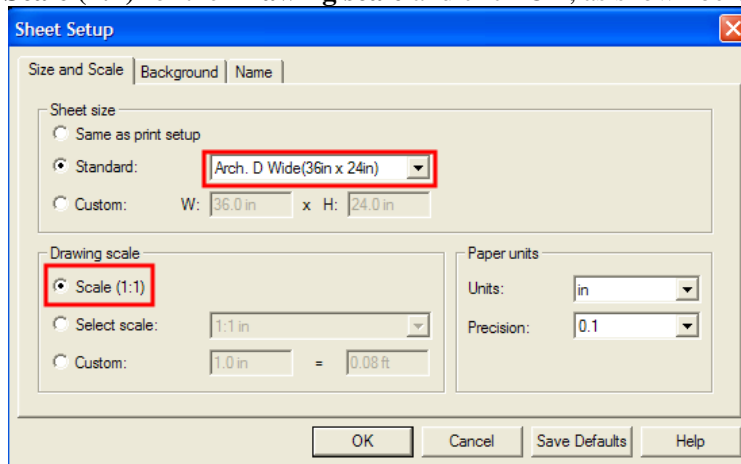 Sheet Setup
Size and Scale Background Name
Sheet size
Same as print setup
Standard: Arch. D Wide(36in x 24in)
Custom: W: 36.0 in x H: 24.0 in
Drawing scale
Scale (1:1)
Select scale: 1:1 in
Custom: 1.0 in = 0.08 ft
Paper units
Units: in
Precision: 0.1
OK Cancel Save Defaults Help